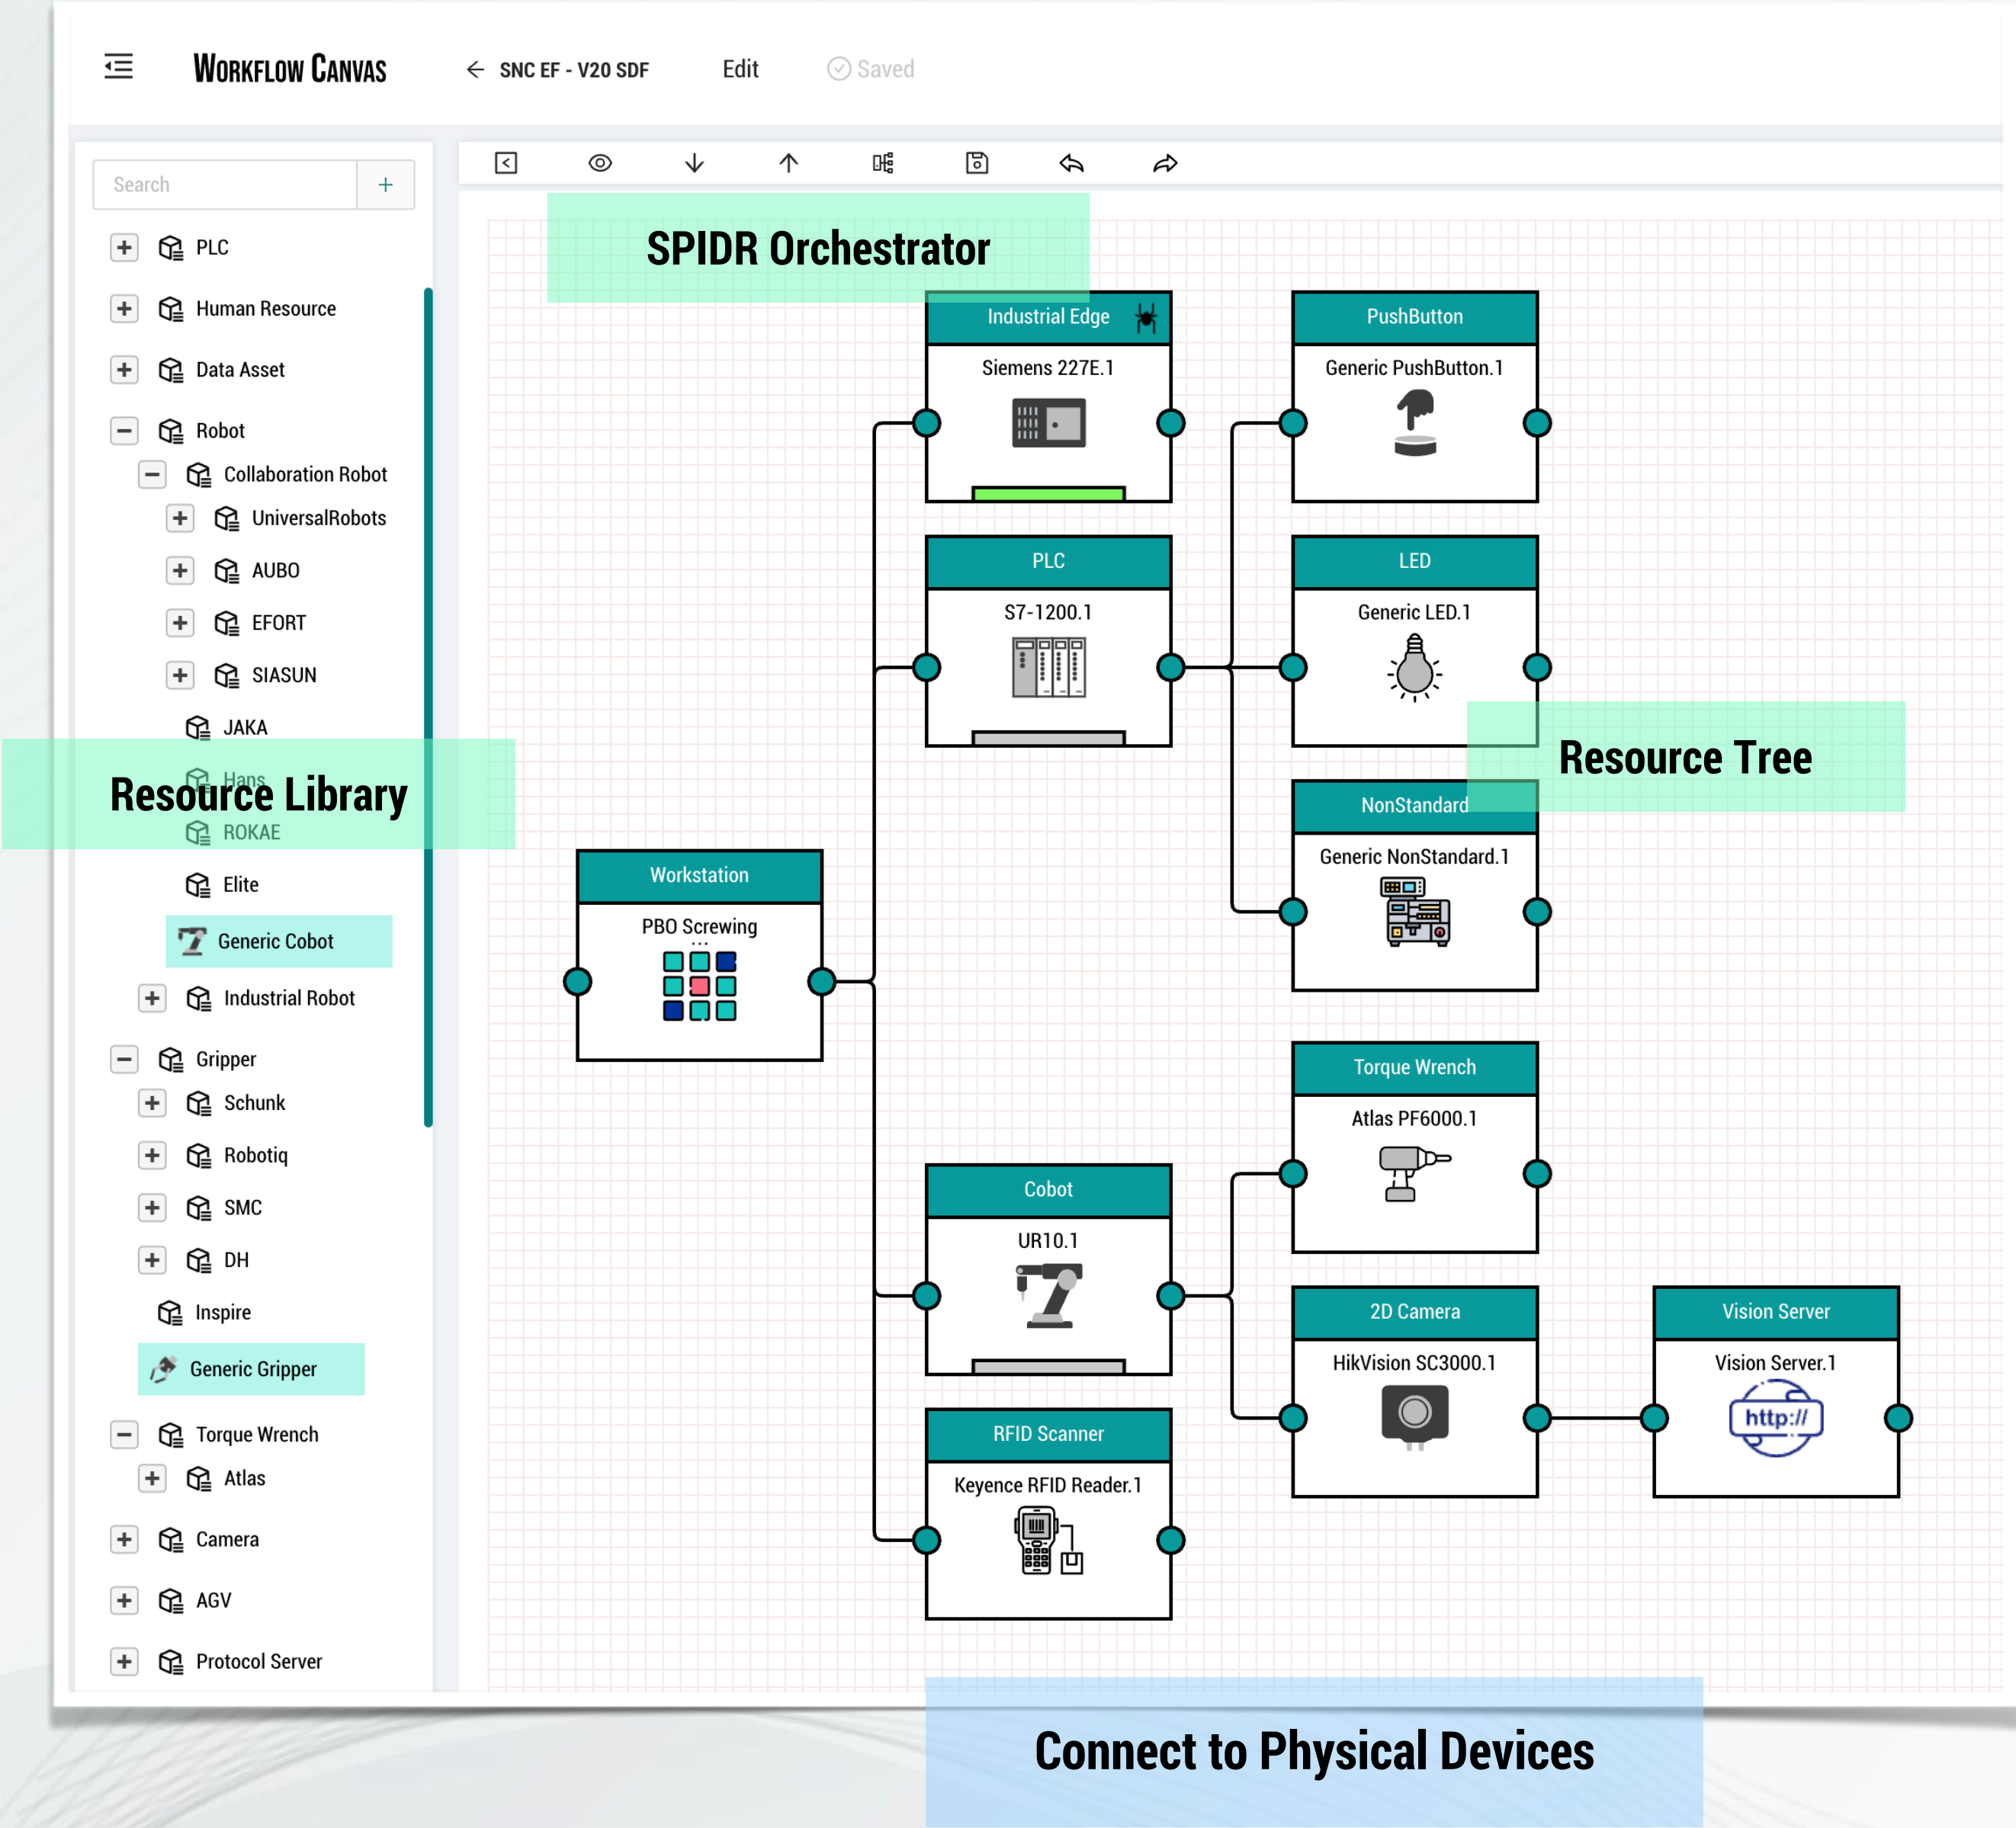 WORKFLOW CANVAS
SNC EF - V20 SDF
Edit
Saved
Search
PLC
Human Resource
Data Asset
Robot
Collaboration Robot
UniversalRobots
AUBO
EFORT
SIASUN
JAKA
Hans
Resource Library
ROKAE
Elite
Generic Cobot
Industrial Robot
Gripper
Schunk
Robotiq
SMC
DH
Inspire
Generic Gripper
Torque Wrench
Atlas
Camera
AGV
Protocol Server
SPIDR Orchestrator
Workstation
PBO Screwing
...
Industrial Edge
Siemens 227E.1
PLC
S7-1200.1
Cobot
UR10.1
RFID Scanner
Keyence RFID Reader.1
PushButton
Generic PushButton.1
LED
Generic LED.1
Resource Tree
NonStandard
Generic NonStandard.1
Torque Wrench
Atlas PF6000.1
2D Camera
HikVision SC3000.1
Vision Server
Vision Server.1
http://
Connect to Physical Devices